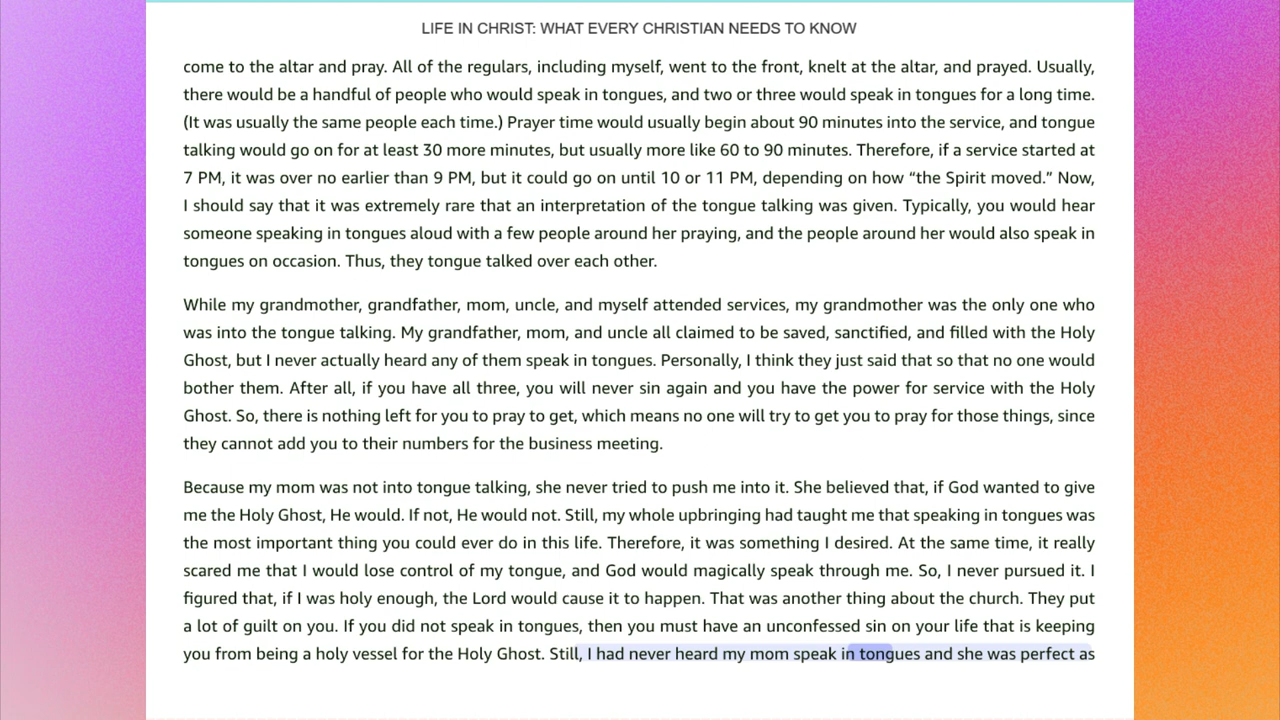 LIFE IN CHRIST: WHAT EVERY CHRISTIAN NEEDS TO KNOW
come to the altar and pray. All of the regulars, including myself, went to the front, knelt at the altar, and prayed. Usually,
there would be a handful of people who would speak in tongues, and two or three would speak in tongues for a long time.
(It was usually the same people each time.) Prayer time would usually begin about 90 minutes into the service, and tongue
talking would go on for at least 30 more minutes, but usually more like 60 to 90 minutes. Therefore, if a service started at
7 PM, it was over no earlier than 9 PM, but it could go on until 10 or 11 PM, depending on how “the Spirit moved.” Now,
I should say that it was extremely rare that an interpretation of the tongue talking was given. Typically, you would hear
someone speaking in tongues aloud with a few people around her praying, and the people around her would also speak in
tongues on occasion. Thus, they tongue talked over each other.
While my grandmother, grandfather, mom, uncle, and myself attended services, my grandmother was the only one who
was into the tongue talking. My grandfather, mom, and uncle all claimed to be saved, sanctified, and filled with the Holy
Ghost, but I never actually heard any of them speak in tongues. Personally, I think they just said that so that no one would
bother them. After all, if you have all three, you will never sin again and you have the power for service with the Holy
Ghost. So, there is nothing left for you to pray to get, which means no one will try to get you to pray for those things, since
they cannot add you to their numbers for the business meeting.
Because my mom was not into tongue talking, she never tried to push me into it. She believed that, if God wanted to give
me the Holy Ghost, He would. If not, He would not. Still, my whole upbringing had taught me that speaking in tongues was
the most important thing you could ever do in this life. Therefore, it was something I desired. At the same time, it really
scared me that I would lose control of my tongue, and God would magically speak through me. So, I never pursued it. I
figured that, if I was holy enough, the Lord would cause it to happen. That was another thing about the church. They put
a lot of guilt on you. If you did not speak in tongues, then you must have an unconfessed sin on your life that is keeping
you from being a holy vessel for the Holy Ghost. Still, I had never heard my mom speak in tongues and she was perfect as